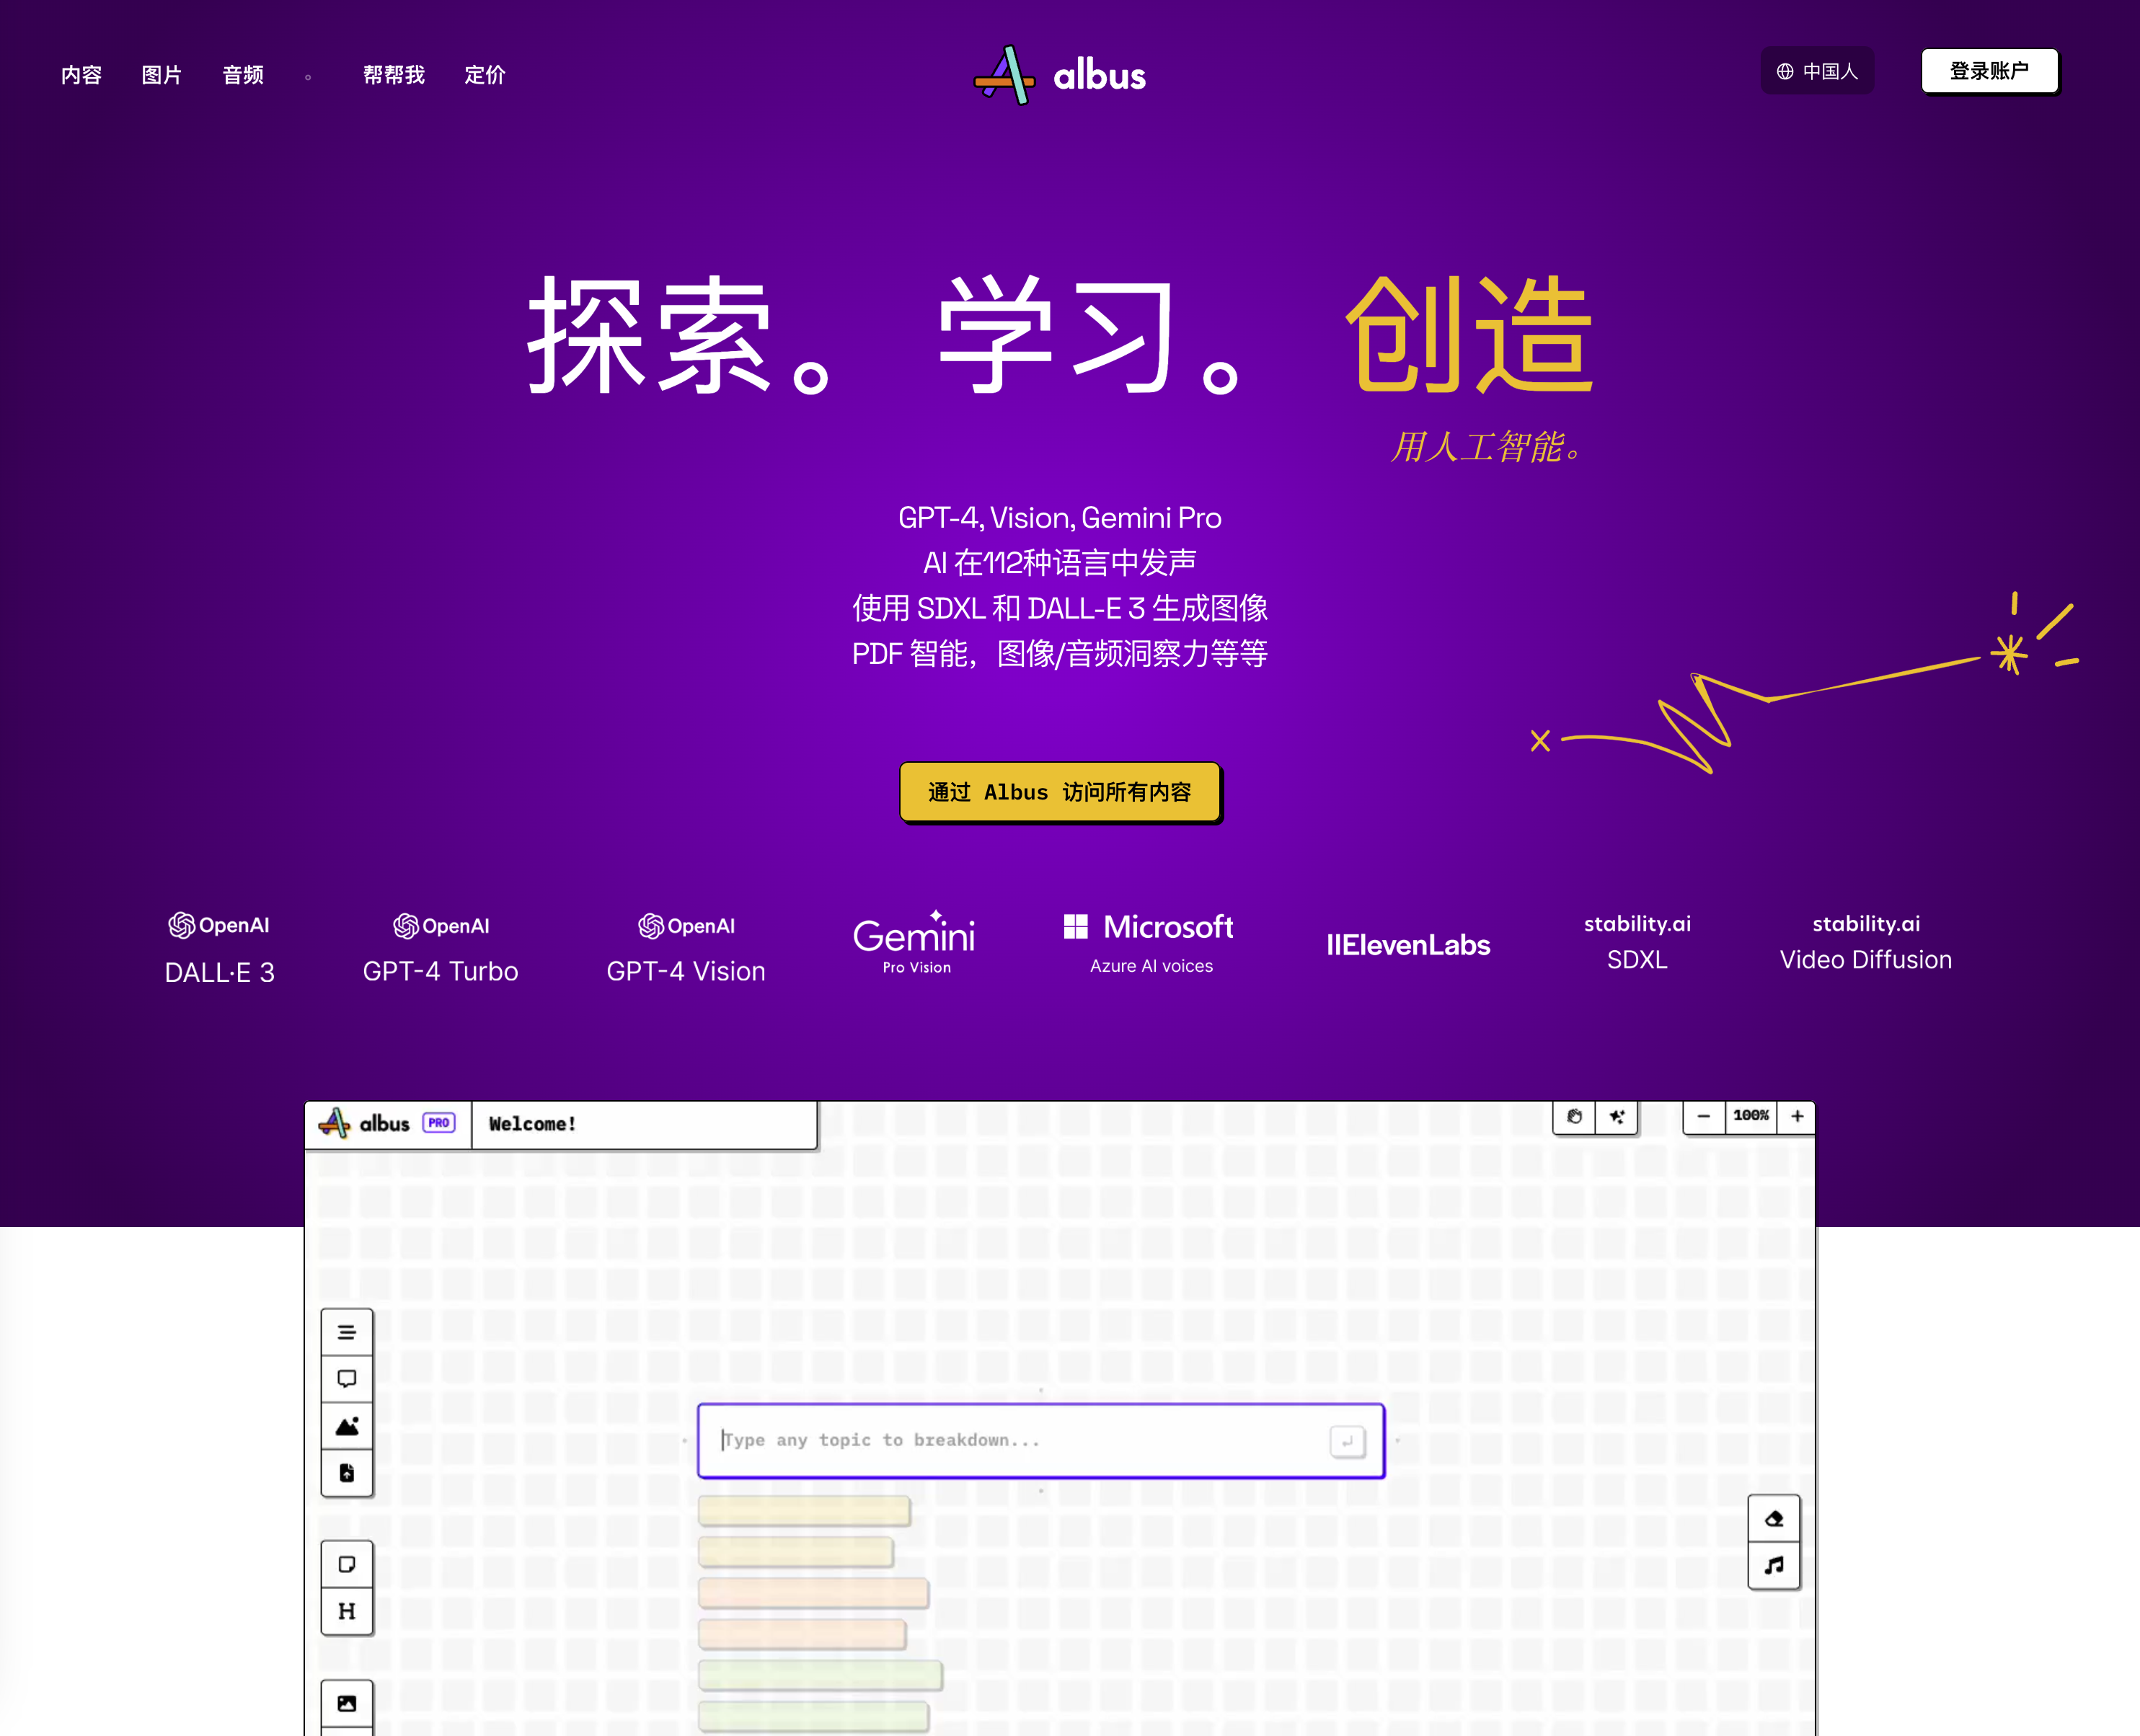 内容 图片 音频 帮帮我 定价
albus
中国人
登录账户
探索。 学习。 创造
用人工智能。
GPT-4, Vision, Gemini Pro
AI 在112种语言中发声
使用 SDXL 和 DALL-E 3 生成图像
PDF 智能，图像/音频洞察力等等
通过 Albus 访问所有内容
OpenAI
DALL·E 3
OpenAI
GPT-4 Turbo
OpenAI
GPT-4 Vision
Gemini
Pro Vision
Microsoft
Azure AI voices
IIElevenLabs
stability.ai
SDXL
stability.ai
Video Diffusion
albus PRO
Welcome!
100%
Type any topic to breakdown...
H